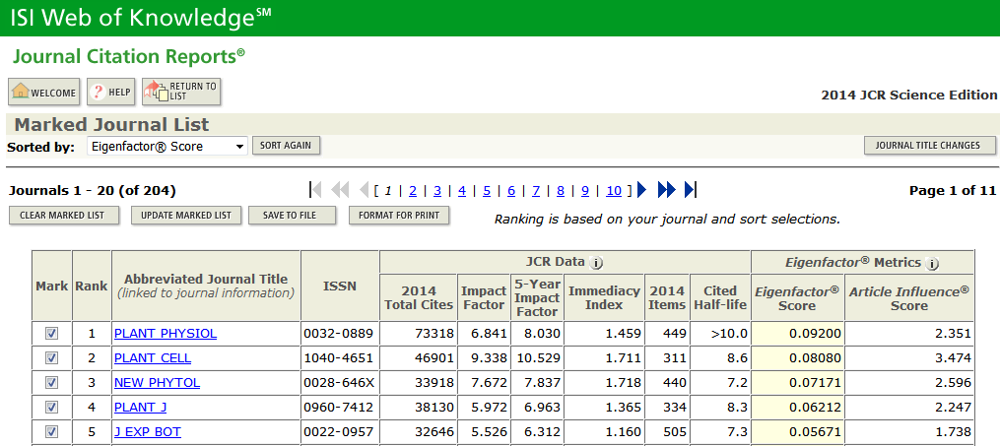 ISI Web of Knowledge℠
Journal Citation Reports®
WELCOME
? HELP
RETURN TO LIST
2014 JCR Science Edition
Marked Journal List
Sorted by: Eigenfactor® Score SORT AGAIN JOURNAL TITLE CHANGES
Journals 1 - 20 (of 204) [ 1 | 2 | 3 | 4 | 5 | 6 | 7 | 8 | 9 | 10 ] Page 1 of 11
CLEAR MARKED LIST UPDATE MARKED LIST SAVE TO FILE FORMAT FOR PRINT Ranking is based on your journal and sort selections.
JCR Data i Eigenfactor® Metrics i
Mark Rank Abbreviated Journal Title (linked to journal information) ISSN 2014 Total Cites Impact Factor 5-Year Impact Factor Immediacy Index 2014 Items Cited Half-life Eigenfactor® Score Article Influence® Score
1 PLANT PHYSIOL 0032-0889 73318 6.841 8.030 1.459 449 >10.0 0.09200 2.351
2 PLANT CELL 1040-4651 46901 9.338 10.529 1.711 311 8.6 0.08080 3.474
3 NEW PHYTOL 0028-646X 33918 7.672 7.837 1.718 440 7.2 0.07171 2.596
4 PLANT J 0960-7412 38130 5.972 6.963 1.365 334 8.3 0.06212 2.247
5 J EXP BOT 0022-0957 32646 5.526 6.312 1.160 505 7.3 0.05671 1.738